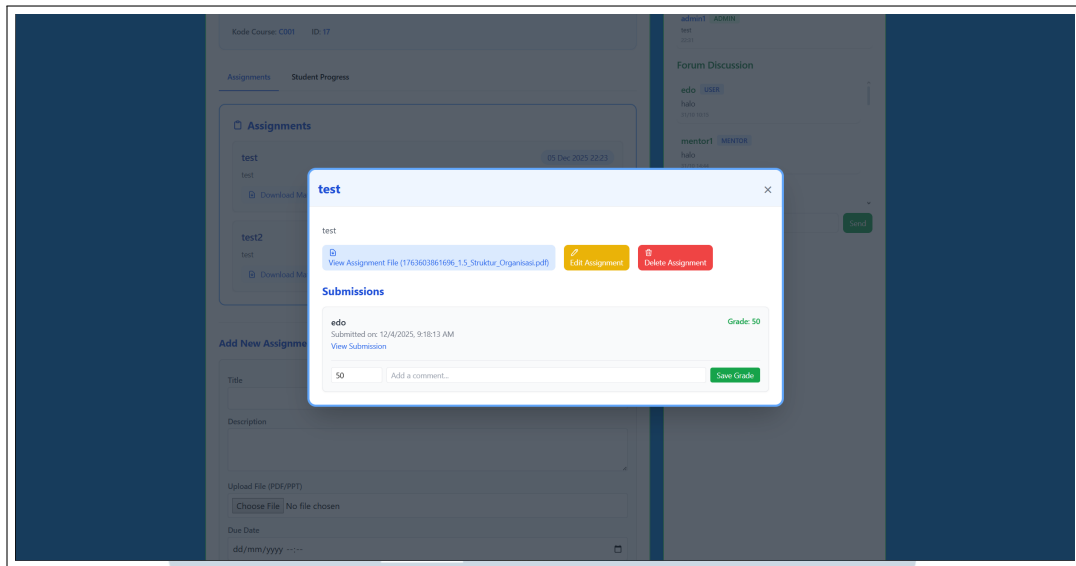 Kode Course: C001 ID: 17
Assignments Student Progress
Assignments
test 05 Dec 2025 22:23
test
Download Ma
test2
test
Download Ma
Add New Assignme
Title
Description
Upload File (PDF/PPT)
Choose File No file chosen
Due Date
dd/mm/yyyy --:--
test
test
View Assignment File (1763603861696_1.5_Struktur_Organisasi.pdf)
Edit Assignment
Delete Assignment
Submissions
edo Grade: 50
Submitted on: 12/4/2025, 9:18:13 AM
View Submission
50 Add a comment... Save Grade
admin1 ADMIN
test
Forum Discussion
edo USER
halo
mentor1 MENTOR
halo
Send